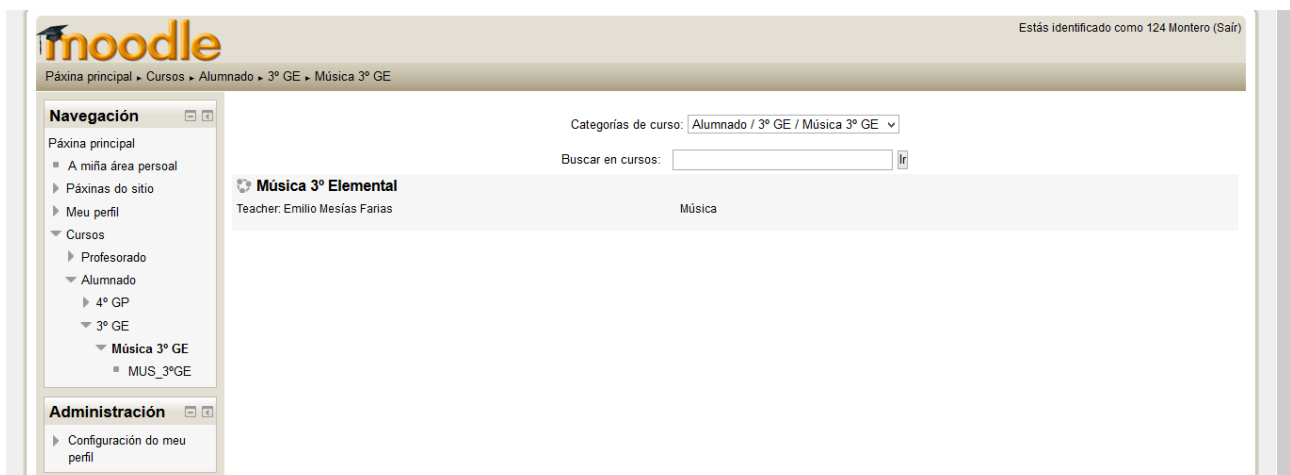 moodle
Estás identificado como 124 Montero (Saír)
Páxina principal ▸ Cursos ▸ Alumnado ▸ 3º GE ▸ Música 3º GE
Navegación
Páxina principal
A miña área persoal
Páxinas do sitio
Meu perfil
Cursos
Profesorado
Alumnado
4º GP
3º GE
Música 3º GE
MUS_3ºGE
Administración
Configuración do meu
perfil
Categorías de curso: Alumnado / 3º GE / Música 3º GE
Buscar en cursos: Ir
Música 3º Elemental
Teacher: Emilio Mesías Farias
Música